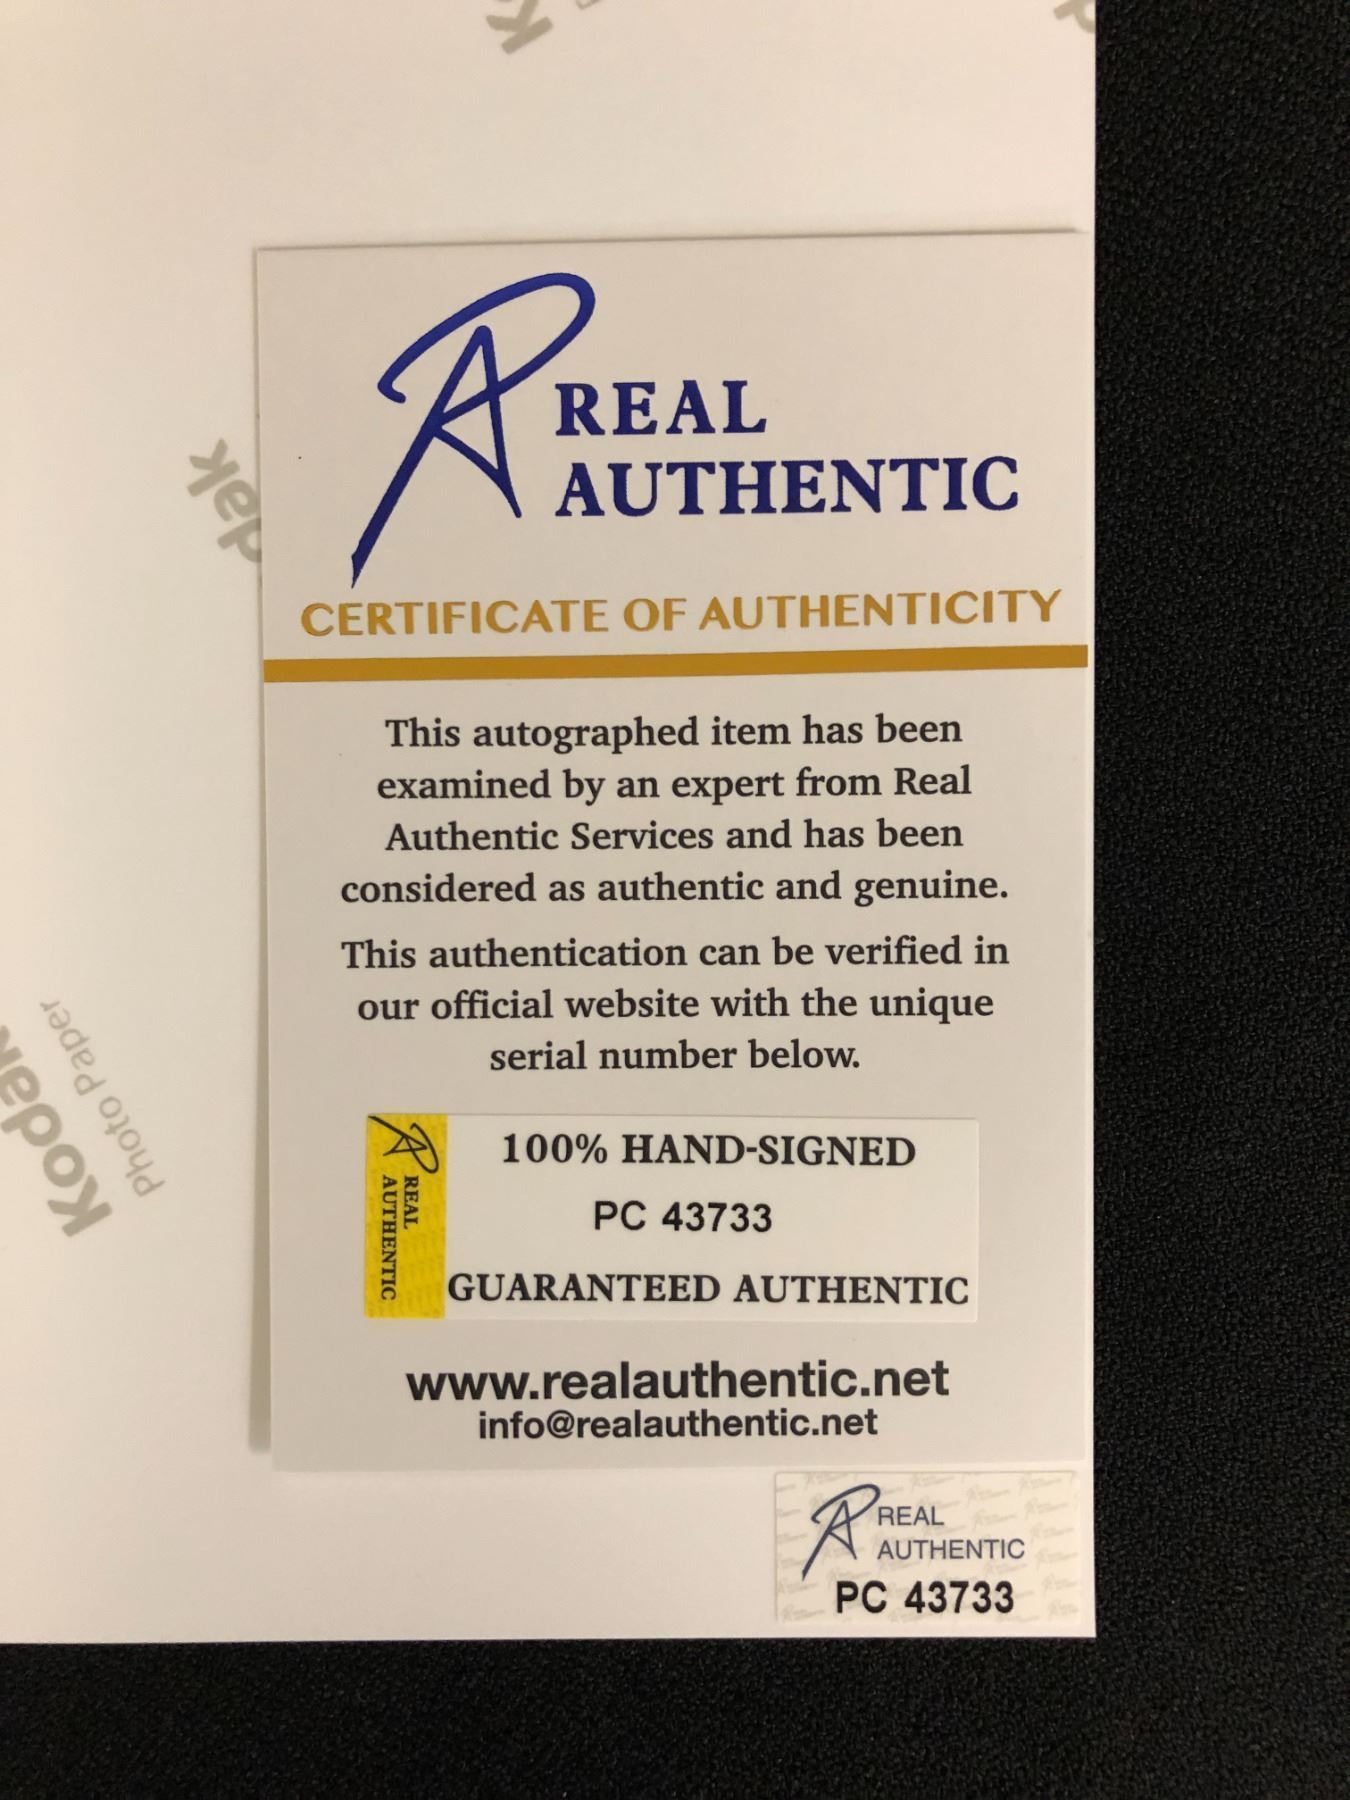 REAL
AUTHENTIC
CERTIFICATE OF AUTHENTICITY
This autographed item has been
examined by an expert from Real
Authentic Services and has been
considered as authentic and genuine.
This authentication can be verified in
our official website with the unique
serial number below.
REAL
AUTHENTIC
100% HAND-SIGNED
PC 43733
GUARANTEED AUTHENTIC
www.realauthentic.net
info@realauthentic.net
REAL
AUTHENTIC
PC 43733
dak
Kodak
Photo Paper